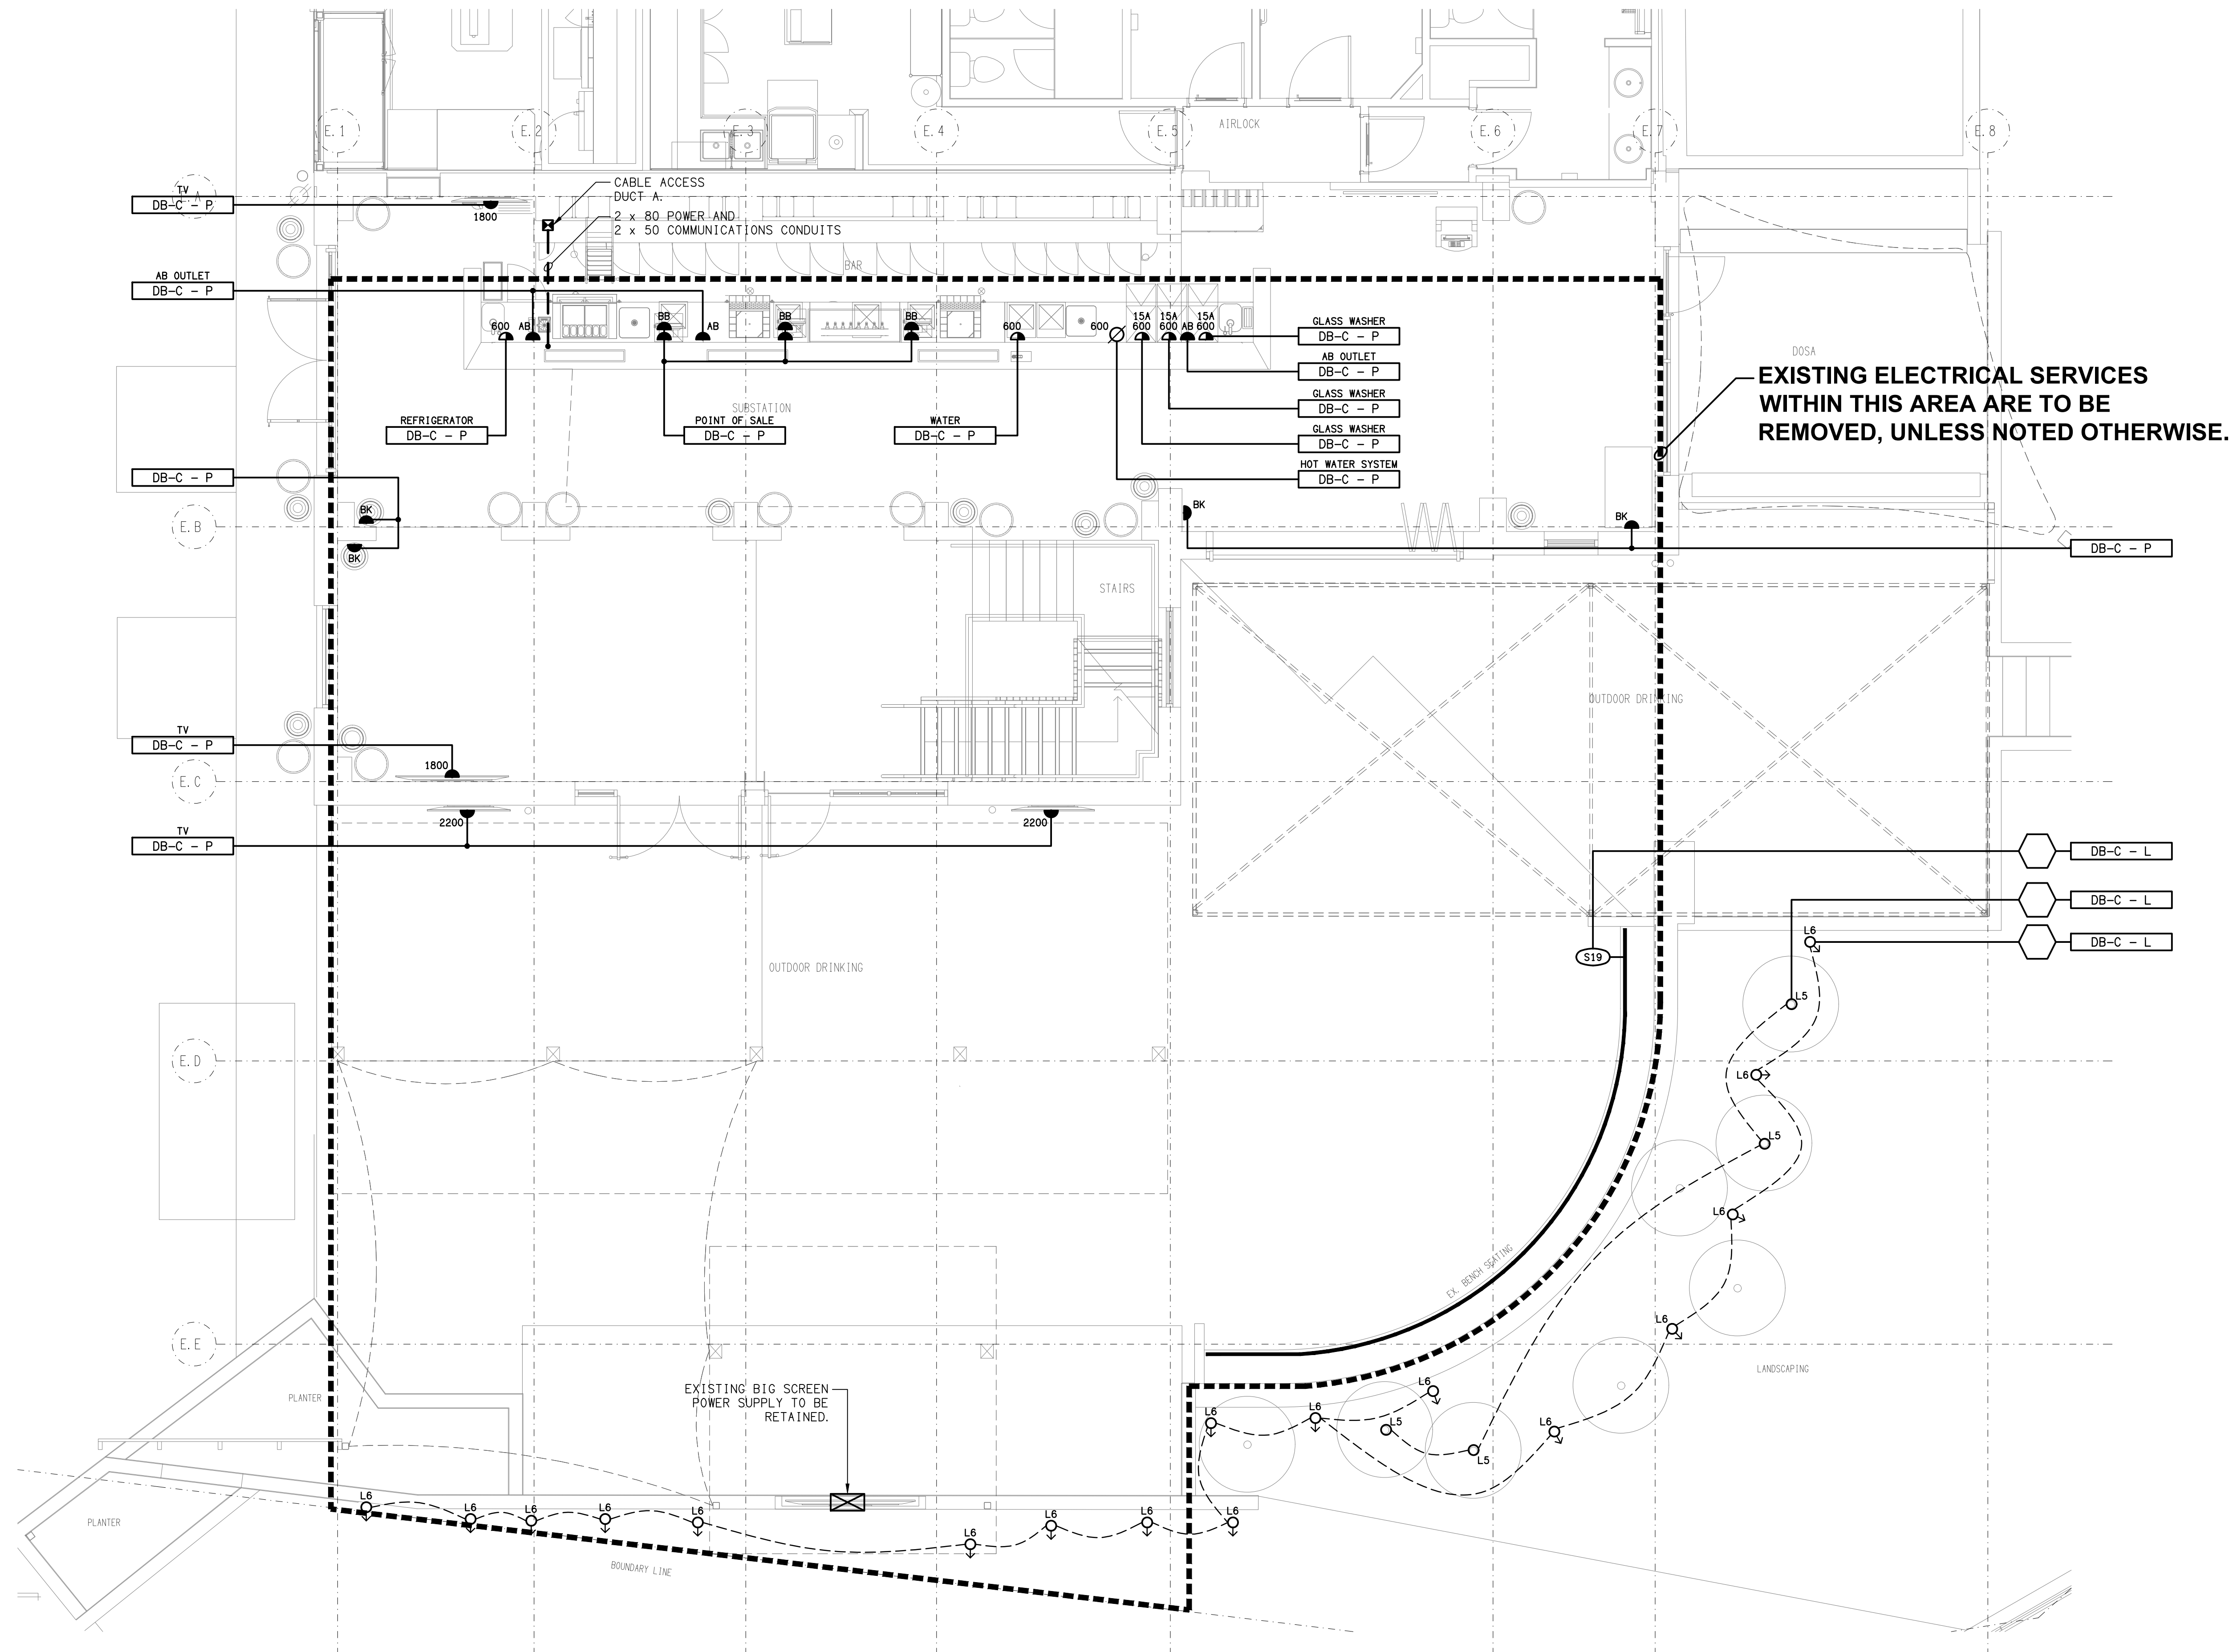 E.1
E.2
E.3
E.4
E.5
E.6
E.7
E.8
AIRLOCK
E.A
TV
DB-C - P
1800
CABLE ACCESS
DUCT A.
2 x 80 POWER AND
2 x 50 COMMUNICATIONS CONDUITS
BAR
AB OUTLET
DB-C - P
600
AB
BB
AB
BB
BB
600
600
15A
600
15A
600
AB
15A
600
GLASS WASHER
DB-C - P
AB OUTLET
DB-C - P
GLASS WASHER
DB-C - P
GLASS WASHER
DB-C - P
HOT WATER SYSTEM
DB-C - P
DOSA
EXISTING ELECTRICAL SERVICES
WITHIN THIS AREA ARE TO BE
REMOVED, UNLESS NOTED OTHERWISE.
SUBSTATION
REFRIGERATOR
DB-C - P
POINT OF SALE
DB-C - P
WATER
DB-C - P
DB-C - P
BK
BK
E.B
BK
BK
DB-C - P
STAIRS
OUTDOOR DRINKING
TV
DB-C - P
1800
E.C
2200
2200
TV
DB-C - P
DB-C - L
DB-C - L
DB-C - L
L6
S19
OUTDOOR DRINKING
L5
E.D
L6
L5
L6
EX. BENCH SEATING
L6
E.E
LANDSCAPING
PLANTER
EXISTING BIG SCREEN
POWER SUPPLY TO BE
RETAINED.
L6
L6
L6
L5
L6
L5
PLANTER
L6
L6
L6
L6
L6
L6
L6
L6
L6
BOUNDARY LINE